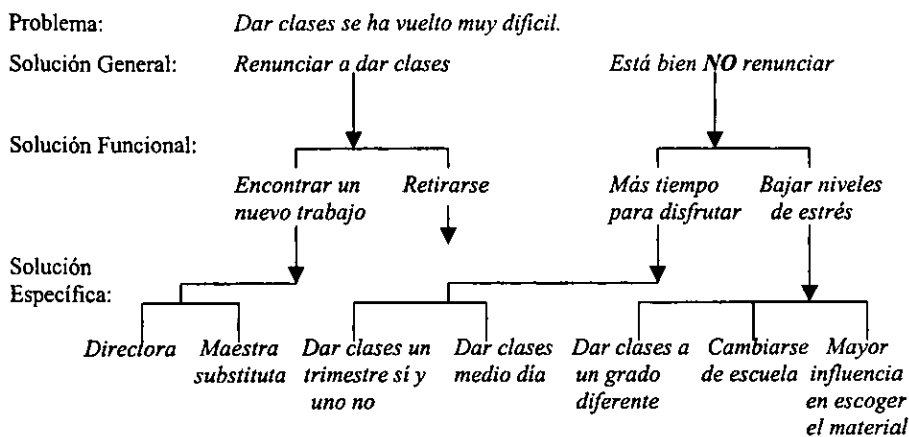 Problema: Dar clases se ha vuelto muy difícil.
Solución General: Renunciar a dar clases Está bien NO renunciar
Solución Funcional:
Encontrar un Retirarse Más tiempo Bajar niveles
nuevo trabajo para disfrutar de estrés
Solución
Específica:
Directora Maestra Dar clases un Dar clases Dar clases a Cambiarse Mayor
substituta trimestre sí y medio día un grado de escuela influencia
uno no diferente en escoger
el material